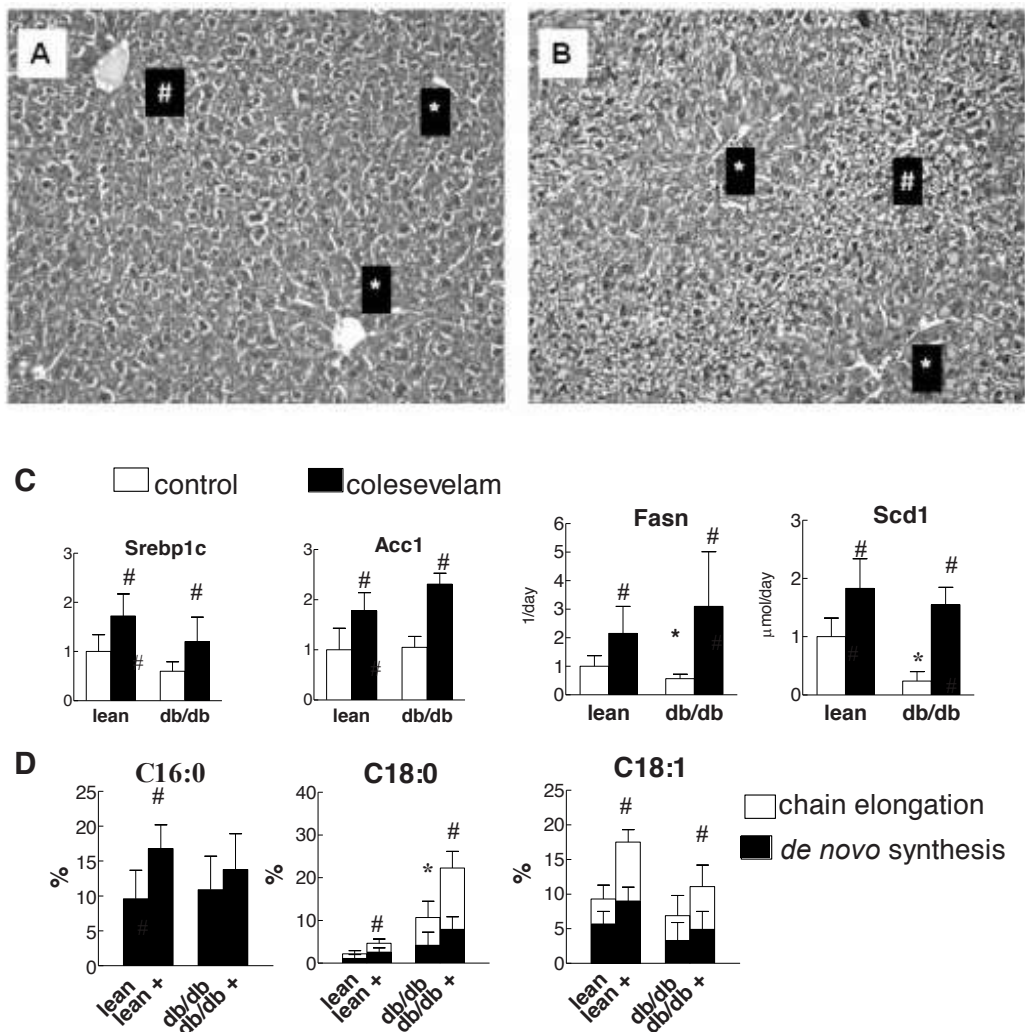 A
#
*
*
B
*
#
*
C
control
colesevelam
Srebp1c
3
2
1
0
#
#
#
lean
db/db
Acc1
3
2
1
0
#
#
#
lean
db/db
Fasn
1/day
6
5
4
3
2
1
0
#
*
#
#
lean
db/db
Scd1
μmol/day
3
2
1
0
#
#
*
#
#
lean
db/db
D
C16:0
%
25
20
15
10
5
0
#
#
lean
lean +
db/db
db/db +
C18:0
%
40
30
20
10
0
#
*
#
lean
lean +
db/db
db/db +
C18:1
%
25
20
15
10
5
0
#
#
lean
lean +
db/db
db/db +
chain elongation
de novo synthesis